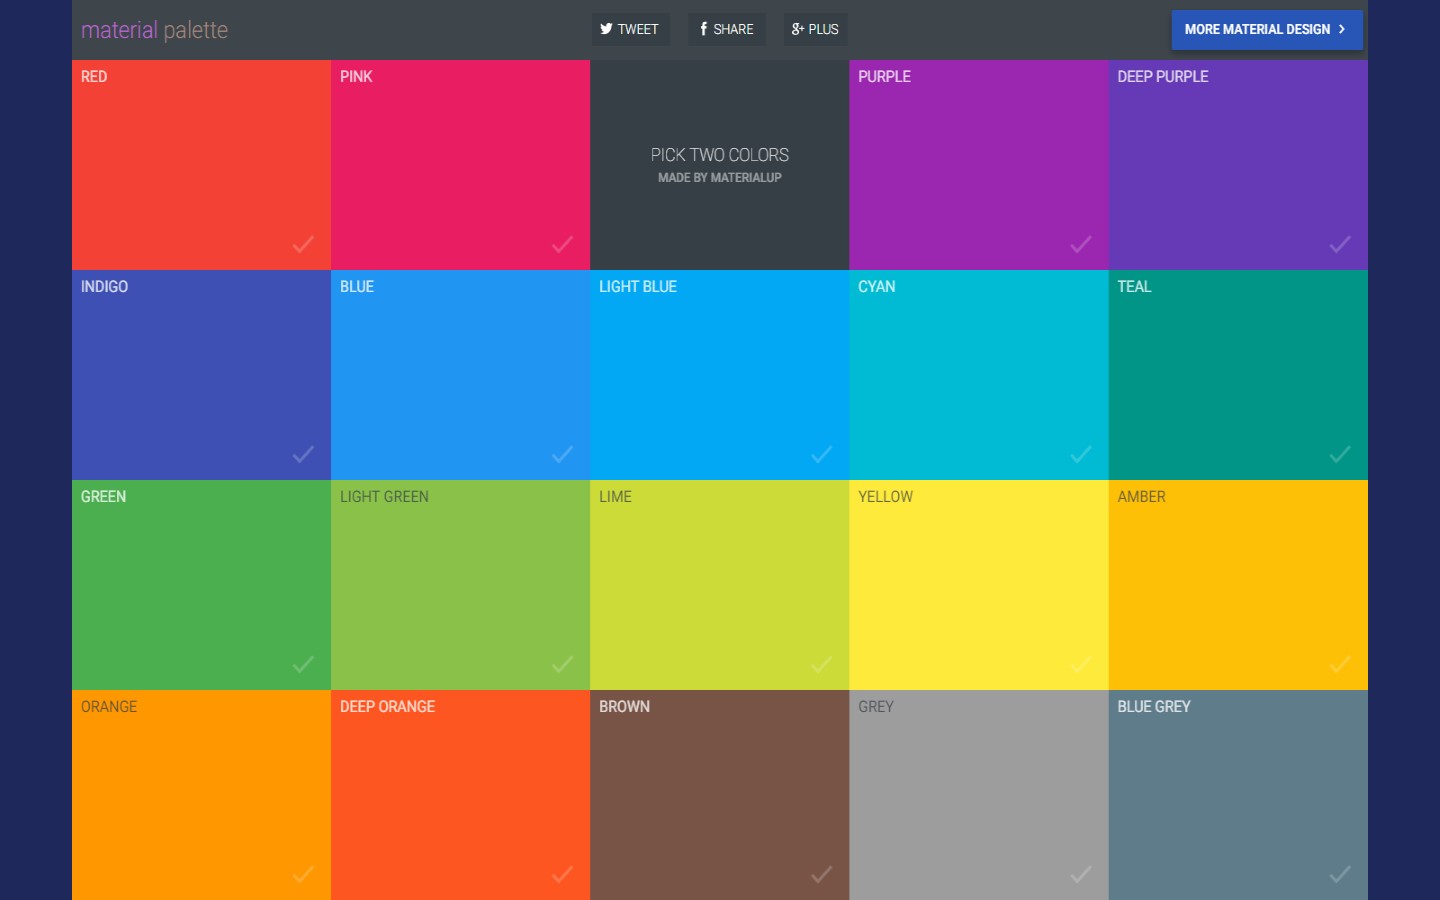 material palette
TWEET
SHARE
PLUS
MORE MATERIAL DESIGN
RED
PINK
PICK TWO COLORS
MADE BY MATERIALUP
PURPLE
DEEP PURPLE
INDIGO
BLUE
LIGHT BLUE
CYAN
TEAL
GREEN
LIGHT GREEN
LIME
YELLOW
AMBER
ORANGE
DEEP ORANGE
BROWN
GREY
BLUE GREY